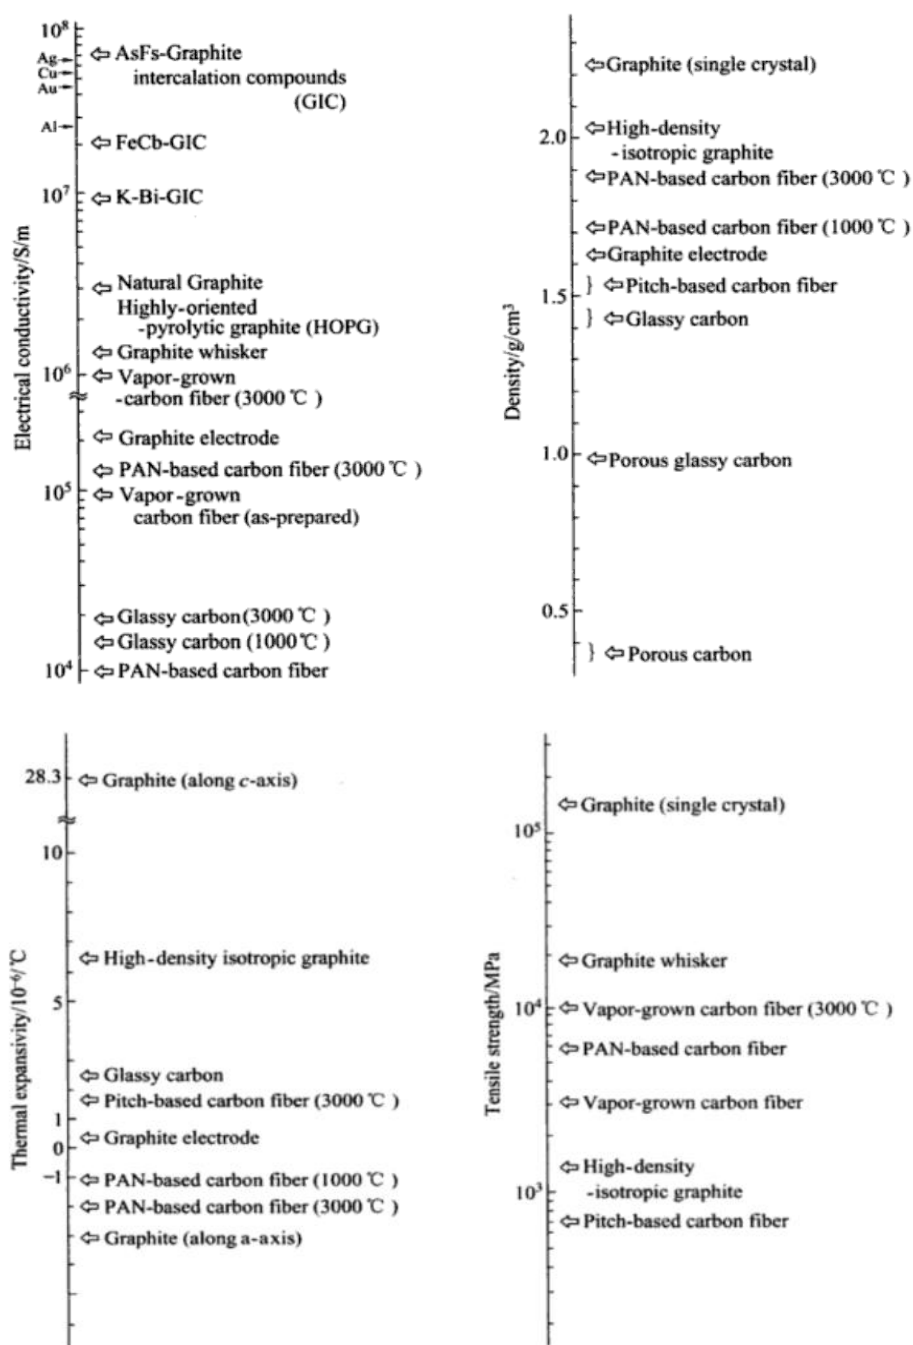 Electrical conductivity/S/m
10⁸
Ag
Cu
Au
Al
10⁷
10⁶
10⁵
10⁴
AsFs-Graphite
intercalation compounds
(GIC)
FeCb-GIC
K-Bi-GIC
Natural Graphite
Highly-oriented
-pyrolytic graphite (HOPG)
Graphite whisker
Vapor-grown
-carbon fiber (3000 ℃ )
Graphite electrode
PAN-based carbon fiber (3000 ℃ )
Vapor-grown
carbon fiber (as-prepared)
Glassy carbon(3000 ℃ )
Glassy carbon (1000℃ )
PAN-based carbon fiber
Density/g/cm³
2.0
1.5
1.0
0.5
Graphite (single crystal)
High-density
-isotropic graphite
PAN-based carbon fiber (3000 ℃ )
PAN-based carbon fiber (1000 ℃ )
Graphite electrode
} Pitch-based carbon fiber
} Glassy carbon
Porous glassy carbon
} Porous carbon
Thermal expansivity/10⁻⁶/℃
28.3
10
5
1
0
−1
Graphite (along c-axis)
High-density isotropic graphite
Glassy carbon
Pitch-based carbon fiber (3000 ℃ )
Graphite electrode
PAN-based carbon fiber (1000 ℃ )
PAN-based carbon fiber (3000 ℃ )
Graphite (along a-axis)
Tensile strength/MPa
10⁵
10⁴
10³
Graphite (single crystal)
Graphite whisker
Vapor-grown carbon fiber (3000 ℃ )
PAN-based carbon fiber
Vapor-grown carbon fiber
High-density
-isotropic graphite
Pitch-based carbon fiber